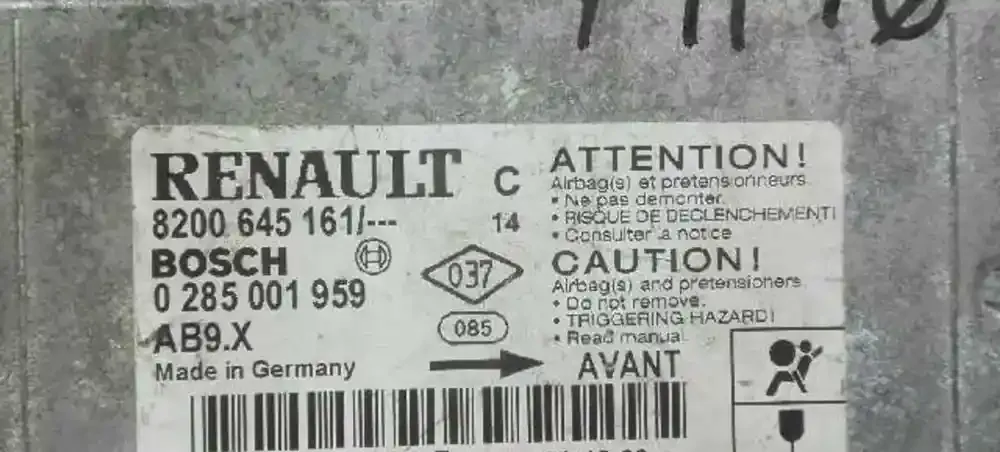 RENAULT
C
8200 645 161/---
14
BOSCH
037
0 285 001 959
085
AB9.X
Made in Germany
ATTENTION!
Airbag(s) et pretensionneurs
• Ne pas demonter.
• RISQUE DE DECLENCHEMENT!
• Consulter la notice
CAUTION!
Airbag(s) and pretensioners
• Do not remove.
• TRIGGERING HAZARD!
• Read manual
AVANT